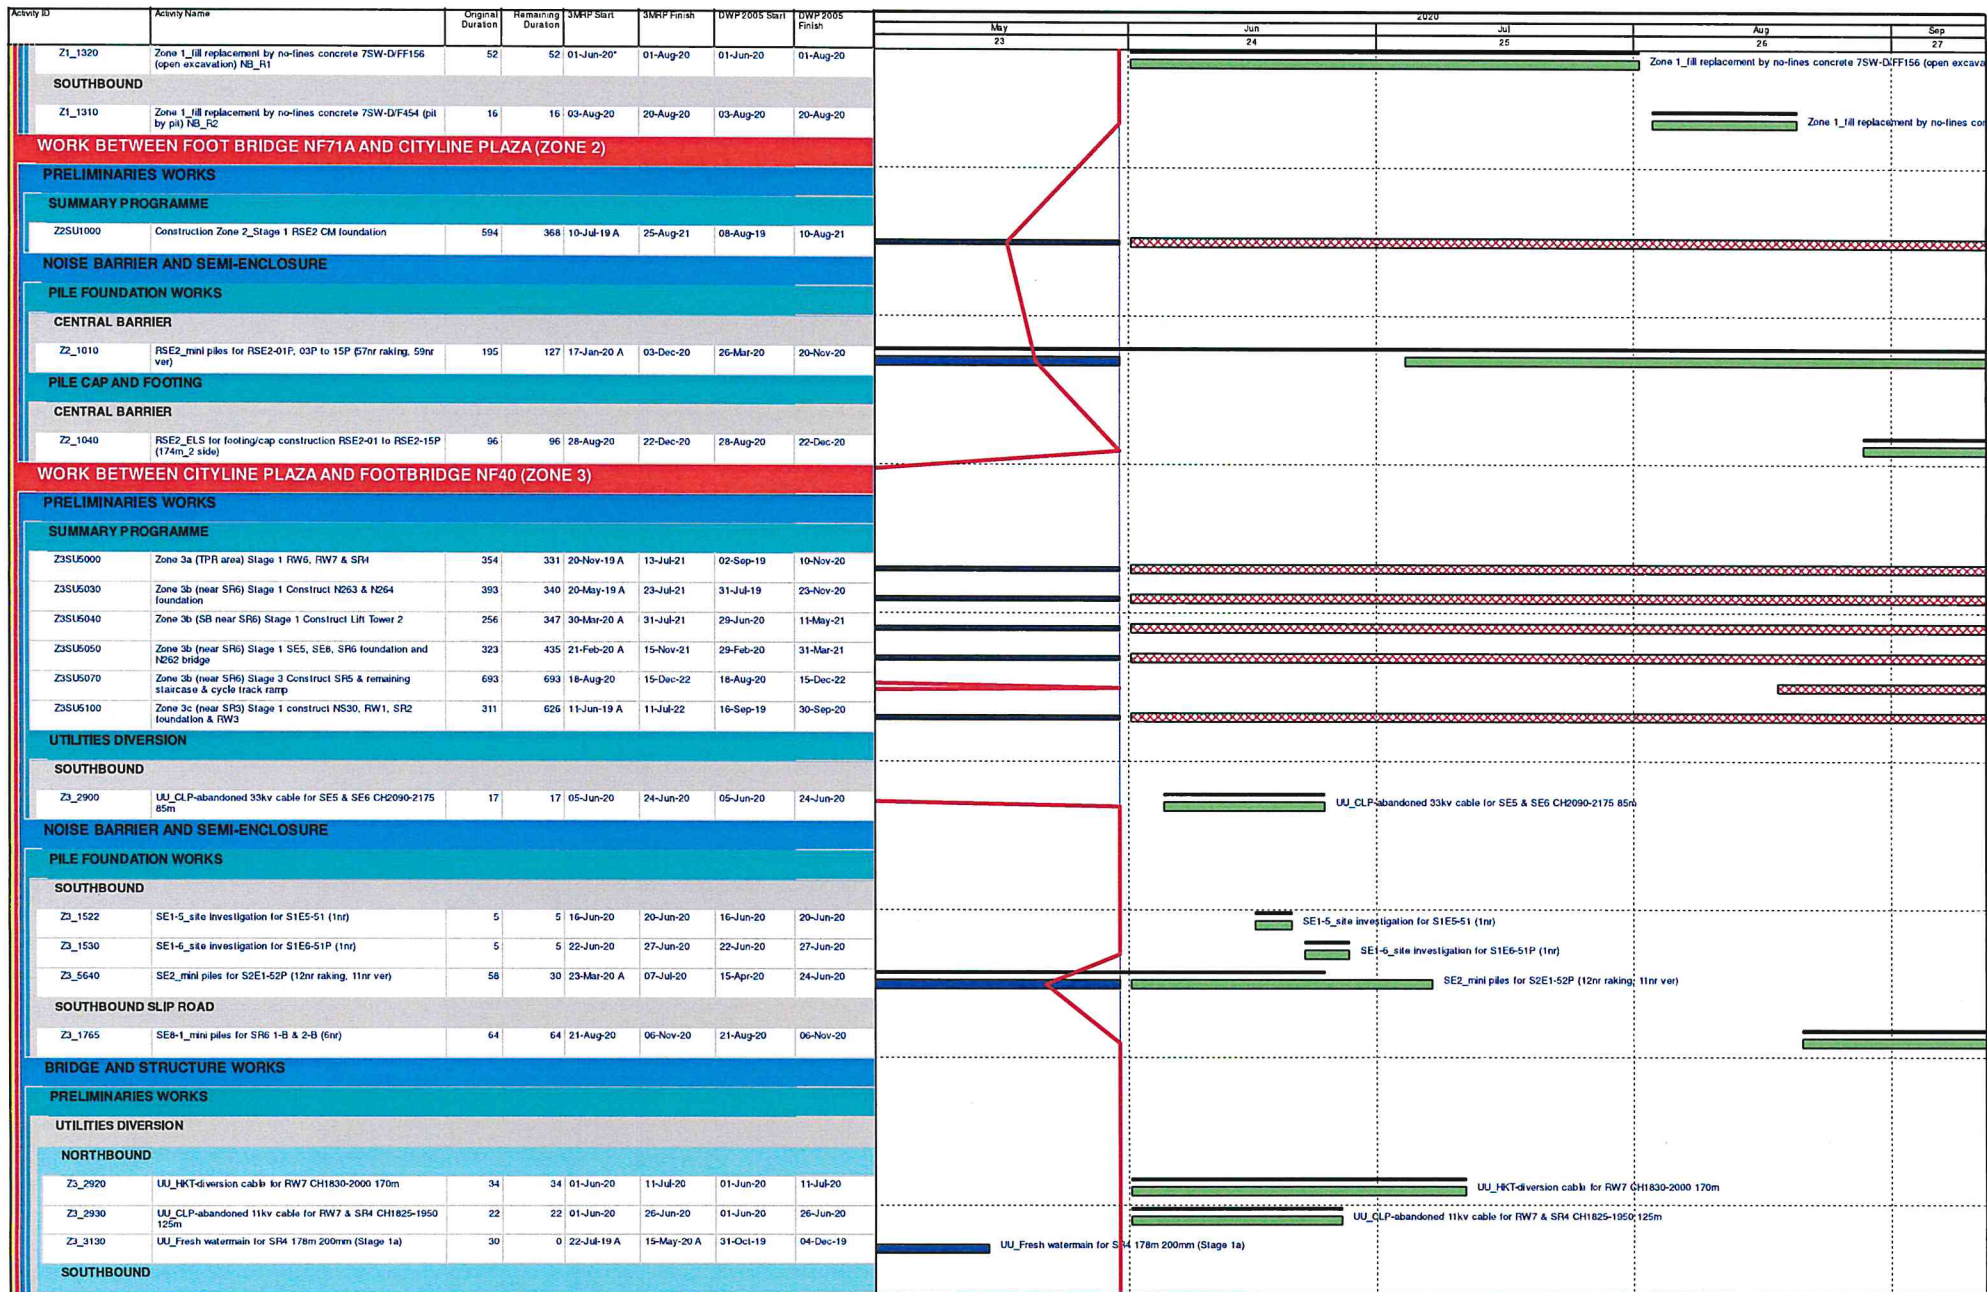 Activity ID Activity Name Original Duration Remaining Duration 3MRP Start 3MRP Finish DWP 2005 Start DWP 2005 Finish
2020
May Jun Jul Aug Sep
23 24 25 26 27
Z1_1320 Zone 1_fill replacement by no-fines concrete 7SW-D/FF156 (open excavation) NB_R1 52 52 01-Jun-20* 01-Aug-20 01-Jun-20 01-Aug-20
Zone 1_fill replacement by no-fines concrete 7SW-D/FF156 (open excava
SOUTHBOUND
Z1_1310 Zone 1_fill replacement by no-fines concrete 7SW-D/F454 (pit by pit) NB_R2 16 16 03-Aug-20 20-Aug-20 03-Aug-20 20-Aug-20
Zone 1_fill replacement by no-fines cor
WORK BETWEEN FOOT BRIDGE NF71A AND CITYLINE PLAZA (ZONE 2)
PRELIMINARIES WORKS
SUMMARY PROGRAMME
Z2SU1000 Construction Zone 2_Stage 1 RSE2 CM foundation 594 368 10-Jul-19 A 25-Aug-21 08-Aug-19 10-Aug-21
NOISE BARRIER AND SEMI-ENCLOSURE
PILE FOUNDATION WORKS
CENTRAL BARRIER
Z2_1010 RSE2_mini piles for RSE2-01P, 03P to 15P (57nr raking, 59nr ver) 195 127 17-Jan-20 A 03-Dec-20 26-Mar-20 20-Nov-20
PILE CAP AND FOOTING
CENTRAL BARRIER
Z2_1040 RSE2_ELS for footing/cap construction RSE2-01 to RSE2-15P (174m_2 side) 96 96 28-Aug-20 22-Dec-20 28-Aug-20 22-Dec-20
WORK BETWEEN CITYLINE PLAZA AND FOOTBRIDGE NF40 (ZONE 3)
PRELIMINARIES WORKS
SUMMARY PROGRAMME
Z3SU5000 Zone 3a (TPR area) Stage 1 RW6, RW7 & SR4 354 331 20-Nov-19 A 13-Jul-21 02-Sep-19 10-Nov-20
Z3SU5030 Zone 3b (near SR6) Stage 1 Construct N263 & N264 foundation 393 340 20-May-19 A 23-Jul-21 31-Jul-19 23-Nov-20
Z3SU5040 Zone 3b (SB near SR6) Stage 1 Construct Lift Tower 2 256 347 30-Mar-20 A 31-Jul-21 29-Jun-20 11-May-21
Z3SU5050 Zone 3b (near SR6) Stage 1 SE5, SE8, SR6 foundation and N262 bridge 323 435 21-Feb-20 A 15-Nov-21 29-Feb-20 31-Mar-21
Z3SU5070 Zone 3b (near SR6) Stage 3 Construct SR5 & remaining staircase & cycle track ramp 693 693 18-Aug-20 15-Dec-22 18-Aug-20 15-Dec-22
Z3SU5100 Zone 3c (near SR3) Stage 1 construct NS30, RW1, SR2 foundation & RW3 311 626 11-Jun-19 A 11-Jul-22 16-Sep-19 30-Sep-20
UTILITIES DIVERSION
SOUTHBOUND
Z3_2900 UU_CLP-abandoned 33kv cable for SE5 & SE6 CH2090-2175 85m 17 17 05-Jun-20 24-Jun-20 05-Jun-20 24-Jun-20
UU_CLP-abandoned 33kv cable for SE5 & SE6 CH2090-2175 85m
NOISE BARRIER AND SEMI-ENCLOSURE
PILE FOUNDATION WORKS
SOUTHBOUND
Z3_1522 SE1-5_site investigation for S1E5-51 (1nr) 5 5 16-Jun-20 20-Jun-20 16-Jun-20 20-Jun-20
SE1-5_site investigation for S1E5-51 (1nr)
Z3_1530 SE1-6_site investigation for S1E6-51P (1nr) 5 5 22-Jun-20 27-Jun-20 22-Jun-20 27-Jun-20
SE1-6_site investigation for S1E6-51P (1nr)
Z3_5640 SE2_mini piles for S2E1-52P (12nr raking, 11nr ver) 58 30 23-Mar-20 A 07-Jul-20 15-Apr-20 24-Jun-20
SE2_mini piles for S2E1-52P (12nr raking, 11nr ver)
SOUTHBOUND SLIP ROAD
Z3_1765 SE8-1_mini piles for SR6 1-B & 2-B (6nr) 64 64 21-Aug-20 06-Nov-20 21-Aug-20 06-Nov-20
BRIDGE AND STRUCTURE WORKS
PRELIMINARIES WORKS
UTILITIES DIVERSION
NORTHBOUND
Z3_2920 UU_HKT-diversion cable for RW7 CH1830-2000 170m 34 34 01-Jun-20 11-Jul-20 01-Jun-20 11-Jul-20
UU_HKT-diversion cable for RW7 CH1830-2000 170m
Z3_2930 UU_CLP-abandoned 11kv cable for RW7 & SR4 CH1825-1950 125m 22 22 01-Jun-20 26-Jun-20 01-Jun-20 26-Jun-20
UU_CLP-abandoned 11kv cable for RW7 & SR4 CH1825-1950 125m
Z3_3130 UU_Fresh watermain for SR4 178m 200mm (Stage 1a) 30 0 22-Jul-19 A 15-May-20 A 31-Oct-19 04-Dec-19
UU_Fresh watermain for SR4 178m 200mm (Stage 1a)
SOUTHBOUND